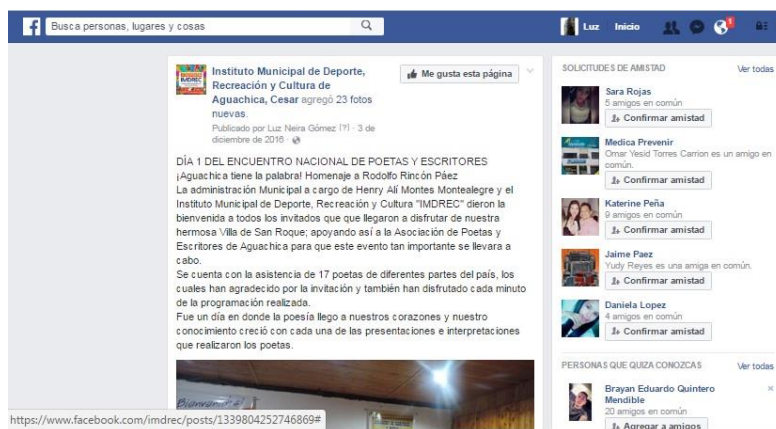 Busca personas, lugares y cosas
Luz Inicio
1
Instituto Municipal de Deporte,
Recreación y Cultura de
Aguachica, Cesar agregó 23 fotos
nuevas.
Publicado por Luz Neira Gómez [?] · 3 de
diciembre de 2016 ·
Me gusta esta página
DÍA 1 DEL ENCUENTRO NACIONAL DE POETAS Y ESCRITORES
¡Aguachica tiene la palabra! Homenaje a Rodolfo Rincón Páez
La administración Municipal a cargo de Henry Alí Montes Montealegre y el
Instituto Municipal de Deporte, Recreación y Cultura "IMDREC" dieron la
bienvenida a todos los invitados que que llegaron a disfrutar de nuestra
hermosa Villa de San Roque; apoyando así a la Asociación de Poetas y
Escritores de Aguachica para que este evento tan importante se llevara a
cabo.
Se cuenta con la asistencia de 17 poetas de diferentes partes del país, los
cuales han agradecido por la invitación y también han disfrutado cada minuto
de la programación realizada.
Fue un día en donde la poesía llego a nuestros corazones y nuestro
conocimiento creció con cada una de las presentaciones e interpretaciones
que realizaron los poetas.
https://www.facebook.com/imdrec/posts/1339804252746869#
SOLICITUDES DE AMISTAD Ver todas
Sara Rojas
5 amigos en común
Confirmar amistad
Medica Prevenir
Omar Yesid Torres Carrion es un amigo en
común.
Confirmar amistad
Katerine Peña
9 amigos en común
Confirmar amistad
Jaime Paez
Yudy Reyes es una amiga en común.
Confirmar amistad
Daniela Lopez
4 amigos en común
Confirmar amistad
PERSONAS QUE QUIZÁ CONOZCAS Ver todas
Brayan Eduardo Quintero
Mendible
20 amigos en común
Agregar a amigos